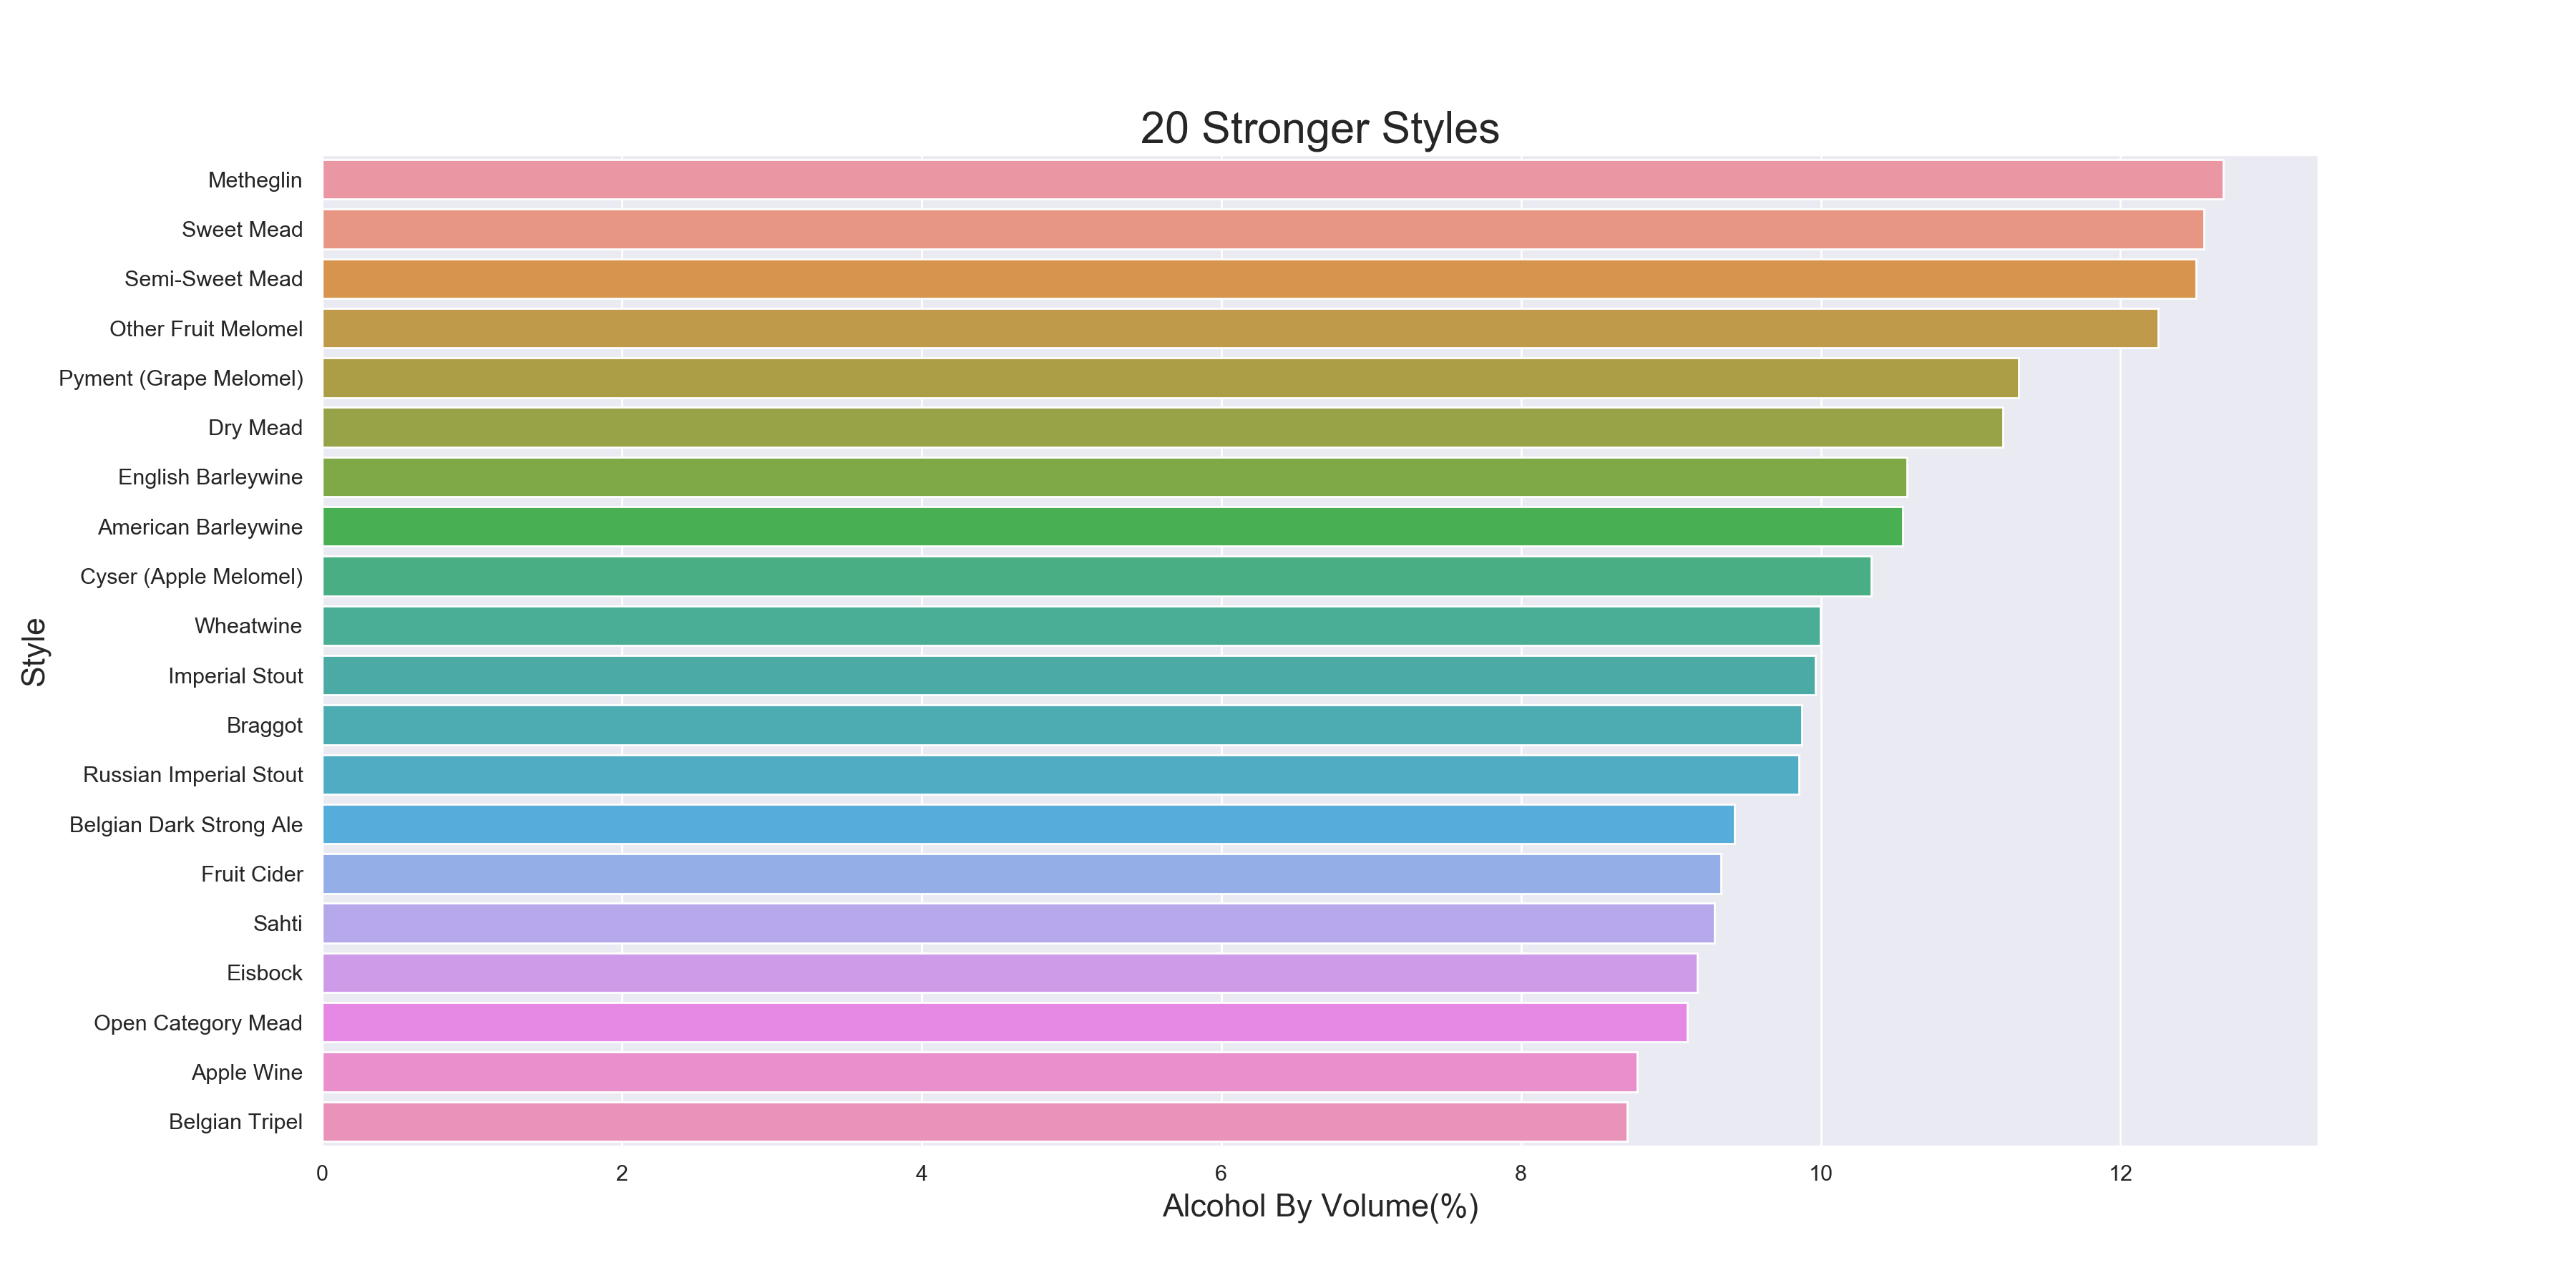 20 Stronger Styles
Metheglin
Sweet Mead
Semi-Sweet Mead
Other Fruit Melomel
Pyment (Grape Melomel)
Dry Mead
English Barleywine
American Barleywine
Cyser (Apple Melomel)
Wheatwine
Imperial Stout
Braggot
Russian Imperial Stout
Belgian Dark Strong Ale
Fruit Cider
Sahti
Eisbock
Open Category Mead
Apple Wine
Belgian Tripel
Style
0 2 4 6 8 10 12
Alcohol By Volume(%)